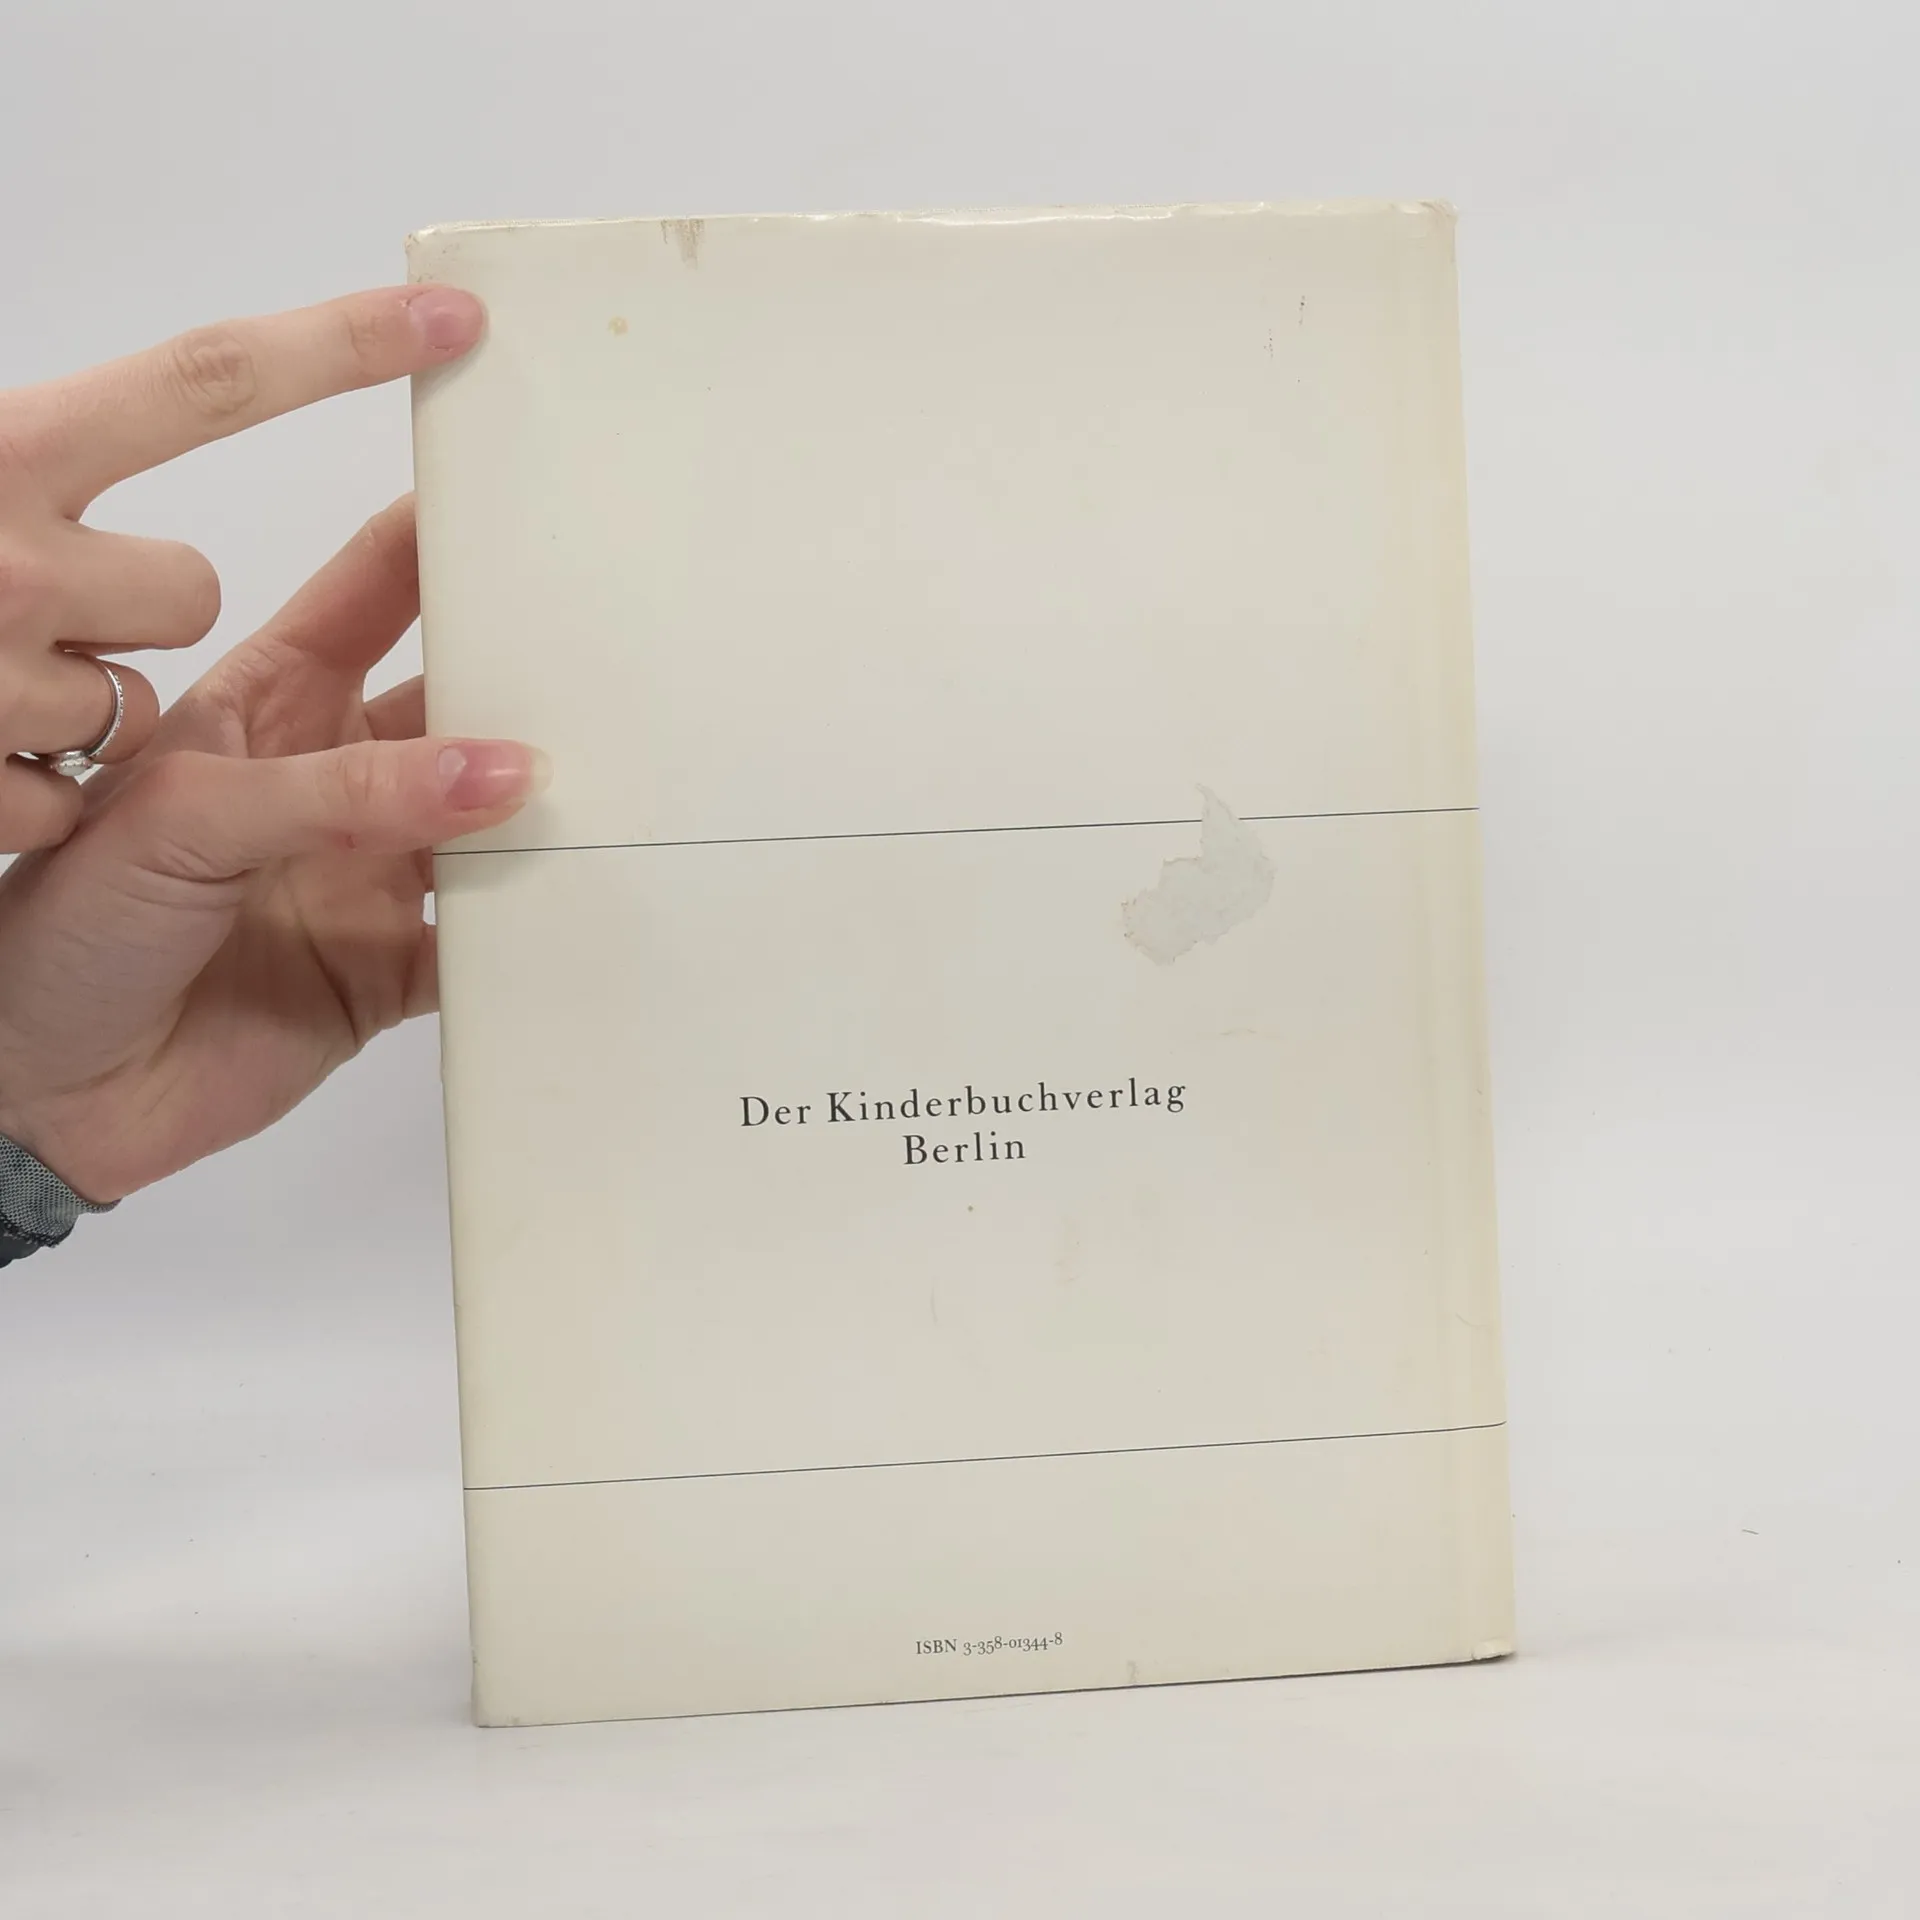 Der Kinderbuchverlag
Berlin
ISBN 3-358-01344-8